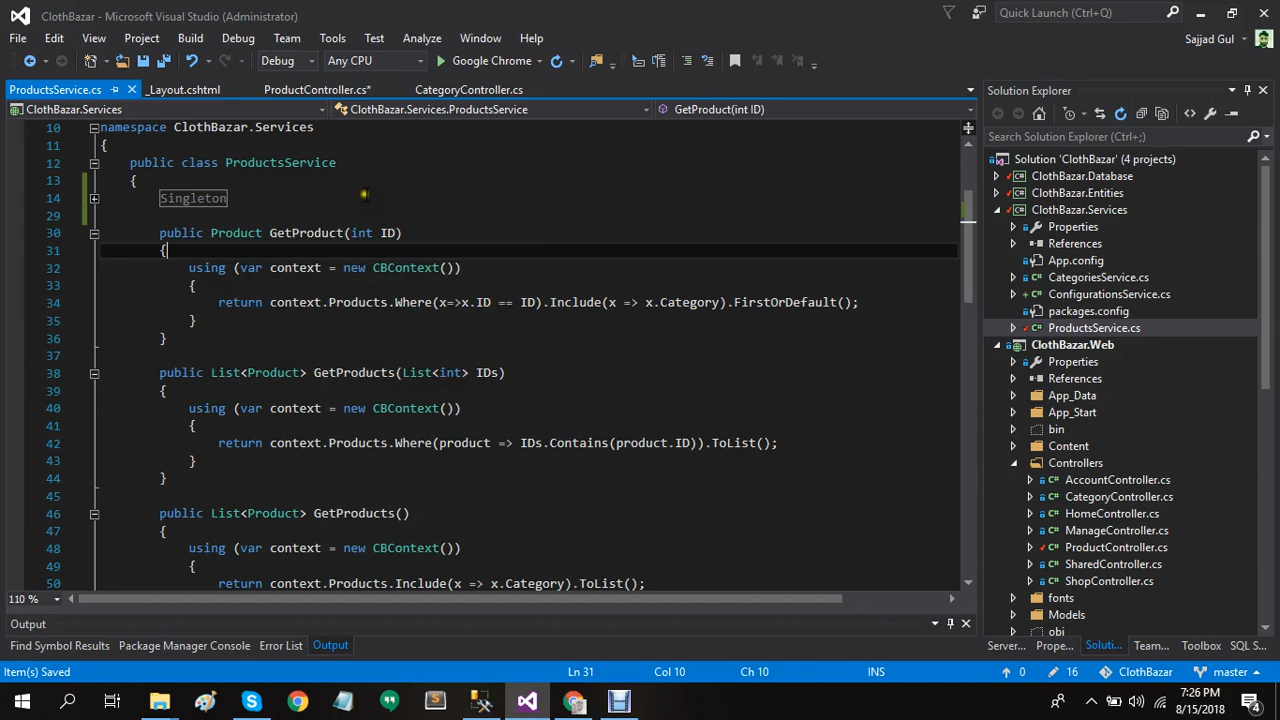 ClothBazar - Microsoft Visual Studio (Administrator)
Quick Launch (Ctrl+Q)
File Edit View Project Build Debug Team Tools Test Analyze Window Help
Sajjad Gul
Debug Any CPU Google Chrome
ProductsService.cs _Layout.cshtml ProductController.cs* CategoryController.cs
ClothBazar.Services ClothBazar.Services.ProductsService GetProduct(int ID)
10 namespace ClothBazar.Services
11 {
12 public class ProductsService
13 {
14 Singleton
29
30 public Product GetProduct(int ID)
31 {
32 using (var context = new CBContext())
33 {
34 return context.Products.Where(x=>x.ID == ID).Include(x => x.Category).FirstOrDefault();
35 }
36 }
37
38 public List<Product> GetProducts(List<int> IDs)
39 {
40 using (var context = new CBContext())
41 {
42 return context.Products.Where(product => IDs.Contains(product.ID)).ToList();
43 }
44 }
45
46 public List<Product> GetProducts()
47 {
48 using (var context = new CBContext())
49 {
50 return context.Products.Include(x => x.Category).ToList();
110 %
Output
Find Symbol Results Package Manager Console Error List Output
Solution Explorer
Search Solution Explorer (Ctrl+;)
Solution 'ClothBazar' (4 projects)
ClothBazar.Database
ClothBazar.Entities
ClothBazar.Services
Properties
References
App.config
CategoriesService.cs
ConfigurationsService.cs
packages.config
ProductsService.cs
ClothBazar.Web
Properties
References
App_Data
App_Start
bin
Content
Controllers
AccountController.cs
CategoryController.cs
HomeController.cs
ManageController.cs
ProductController.cs
SharedController.cs
ShopController.cs
fonts
Models
obj
Server... Prope... Soluti... Team... Toolbox SQL S...
Item(s) Saved Ln 31 Col 10 Ch 10 INS 0 16 ClothBazar master
7:26 PM
8/15/2018
4